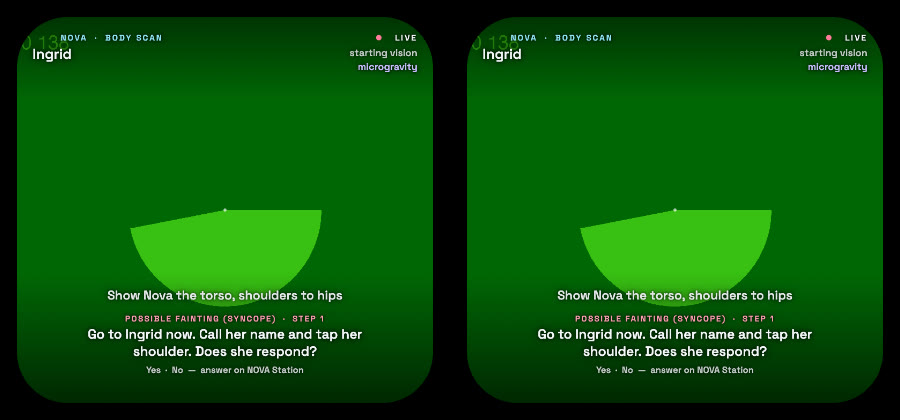 0.138
NOVA · BODY SCAN
Ingrid
LIVE
starting vision
microgravity
Show Nova the torso, shoulders to hips
POSSIBLE FAINTING (SYNCOPE) · STEP 1
Go to Ingrid now. Call her name and tap her
shoulder. Does she respond?
Yes · No — answer on NOVA Station
0.138
NOVA · BODY SCAN
Ingrid
LIVE
starting vision
microgravity
Show Nova the torso, shoulders to hips
POSSIBLE FAINTING (SYNCOPE) · STEP 1
Go to Ingrid now. Call her name and tap her
shoulder. Does she respond?
Yes · No — answer on NOVA Station